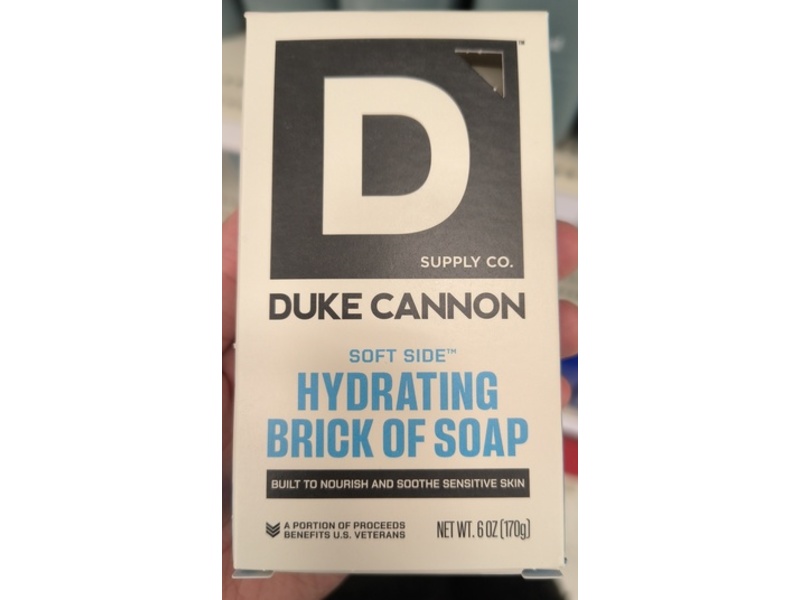 D
™
SUPPLY CO.
DUKE CANNON
SOFT SIDE™
HYDRATING
BRICK OF SOAP
BUILT TO NOURISH AND SOOTHE SENSITIVE SKIN
A PORTION OF PROCEEDS
BENEFITS U.S. VETERANS
NET WT. 6 OZ (170g)